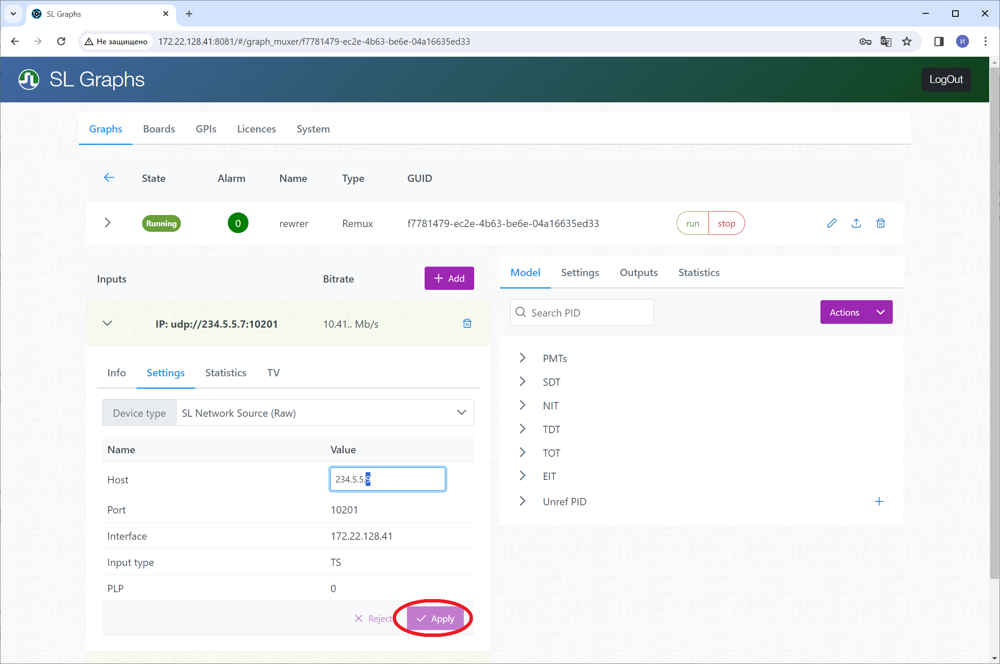 SL Graphs
Не защищено 172.22.128.41:8081/#/graph_muxer/f7781479-ec2e-4b63-be6e-04a16635ed33 И
SL Graphs LogOut
Graphs Boards GPIs Licences System
State Alarm Name Type GUID
Running 0 rewrer Remux f7781479-ec2e-4b63-be6e-04a16635ed33 run stop
Inputs Bitrate Add
IP: udp://234.5.5.7:10201 10.41.. Mb/s
Info Settings Statistics TV
Device type SL Network Source (Raw)
Name Value
Host 234.5.5.9
Port 10201
Interface 172.22.128.41
Input type TS
PLP 0
Reject Apply
Model Settings Outputs Statistics
Search PID Actions
PMTs
SDT
NIT
TDT
TOT
EIT
Unref PID